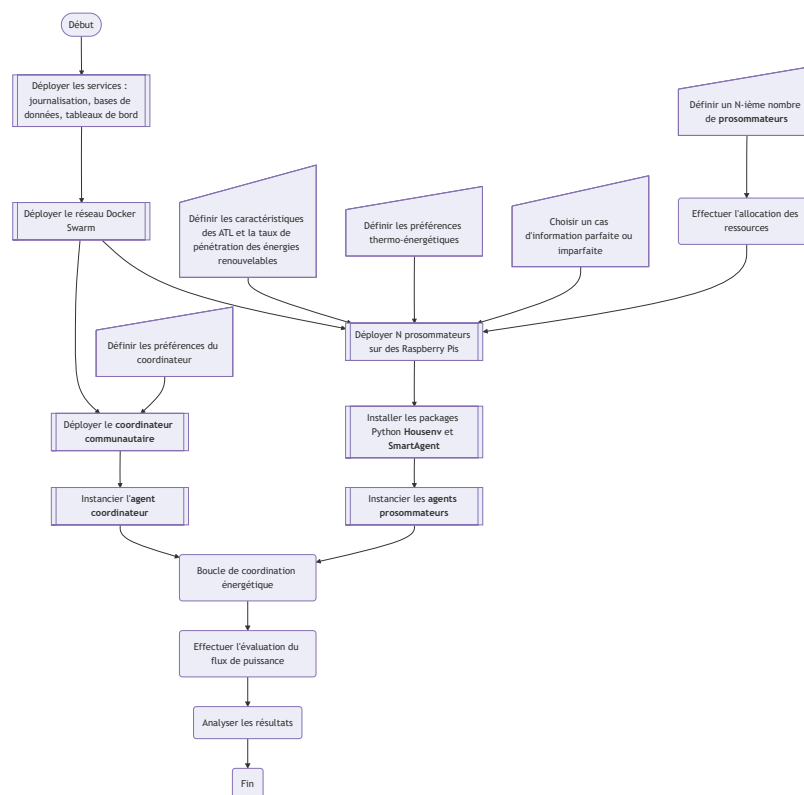 Début
Déployer les services :
journalisation, bases de
données, tableaux de bord
Définir un N-ième nombre
de prosommateurs
Déployer le réseau Docker
Swarm
Définir les caractéristiques
des ATL et la taux de
pénétration des énergies
renouvelables
Définir les préférences
thermo-énergétiques
Choisir un cas
d'information parfaite ou
imparfaite
Effectuer l'allocation des
ressources
Définir les préférences du
coordinateur
Déployer N prosommateurs
sur des Raspberry Pis
Déployer le coordinateur
communautaire
Installer les packages
Python Housenv et
SmartAgent
Instancier l'agent
coordinateur
Instancier les agents
prosommateurs
Boucle de coordination
énergétique
Effectuer l'évaluation du
flux de puissance
Analyser les résultats
Fin